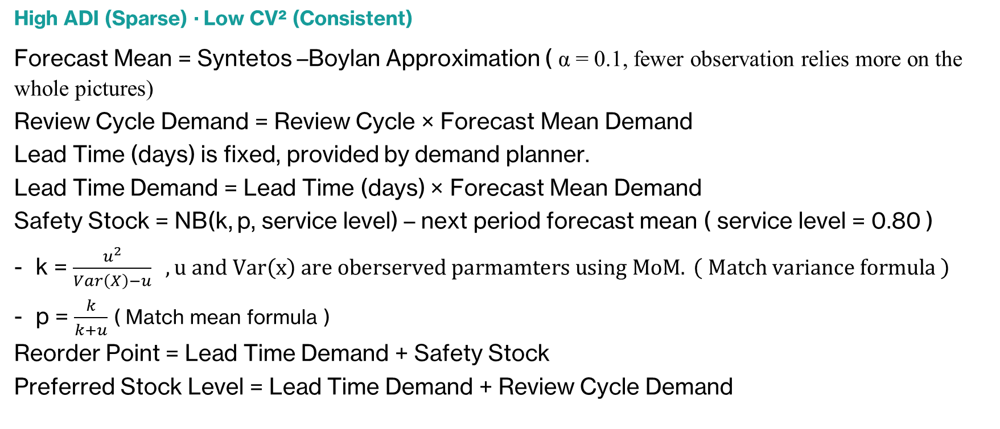 High ADI (Sparse) · Low CV² (Consistent)
Forecast Mean = Syntetos –Boylan Approximation ( α = 0.1, fewer observation relies more on the
whole pictures)
Review Cycle Demand = Review Cycle × Forecast Mean Demand
Lead Time (days) is fixed, provided by demand planner.
Lead Time Demand = Lead Time (days) × Forecast Mean Demand
Safety Stock = NB(k, p, service level) – next period forecast mean ( service level = 0.80 )
- k = u²/(Var(X)−u) , u and Var(x) are oberserved parmamters using MoM. ( Match variance formula )
- p = k/(k+u) ( Match mean formula )
Reorder Point = Lead Time Demand + Safety Stock
Preferred Stock Level = Lead Time Demand + Review Cycle Demand